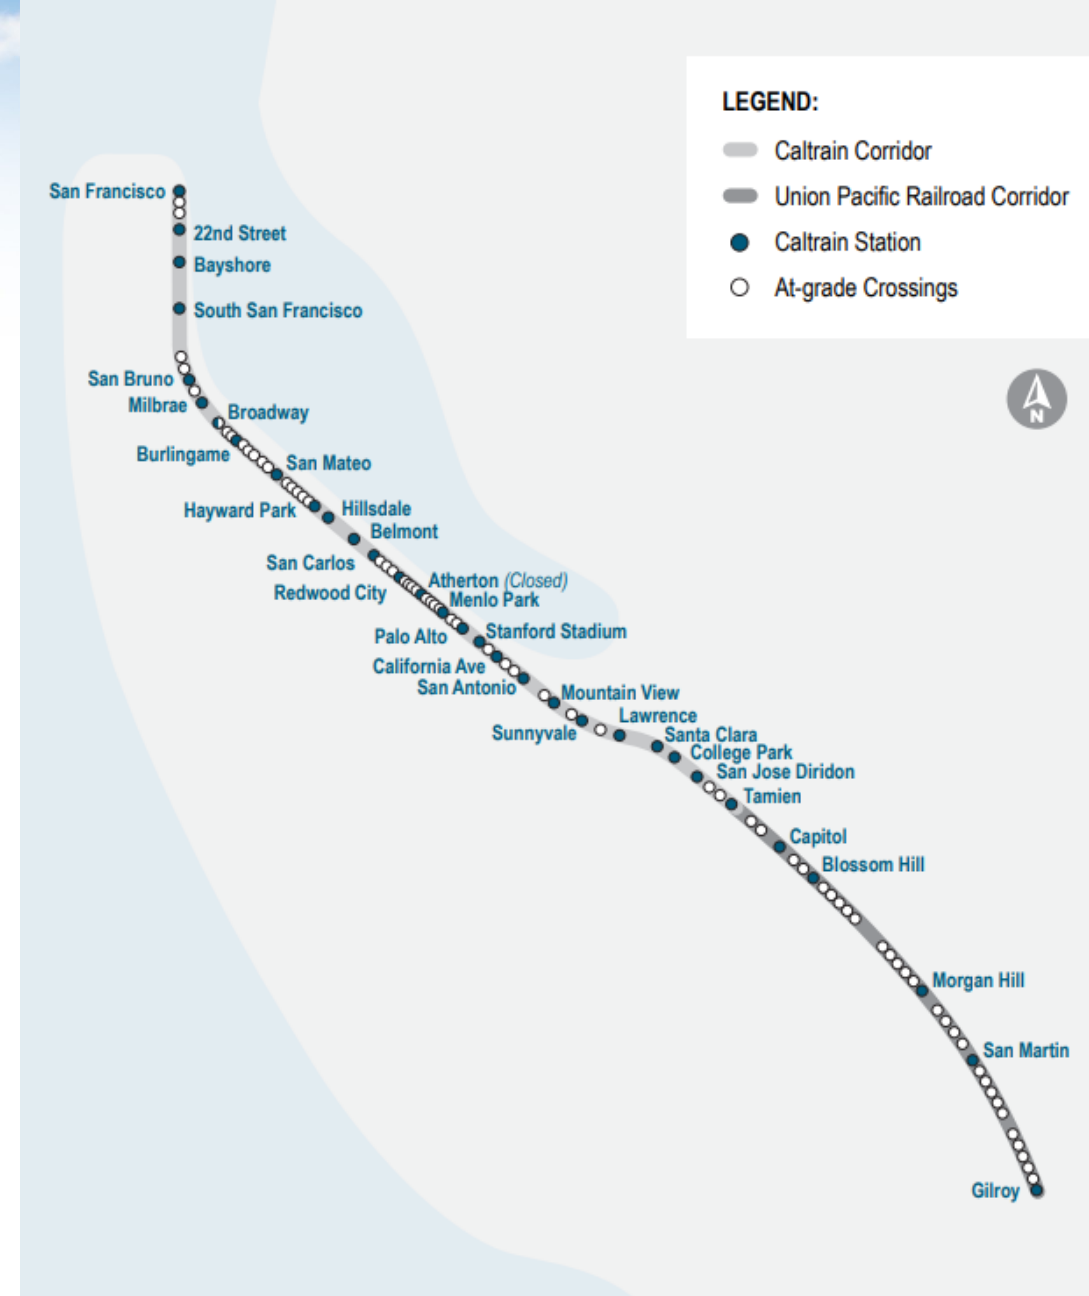 LEGEND:
Caltrain Corridor
Union Pacific Railroad Corridor
Caltrain Station
At-grade Crossings
N
San Francisco
22nd Street
Bayshore
South San Francisco
San Bruno
Milbrae
Broadway
Burlingame
San Mateo
Hayward Park
Hillsdale
Belmont
San Carlos
Redwood City
Atherton (Closed)
Menlo Park
Palo Alto
Stanford Stadium
California Ave
San Antonio
Mountain View
Sunnyvale
Lawrence
Santa Clara
College Park
San Jose Diridon
Tamien
Capitol
Blossom Hill
Morgan Hill
San Martin
Gilroy